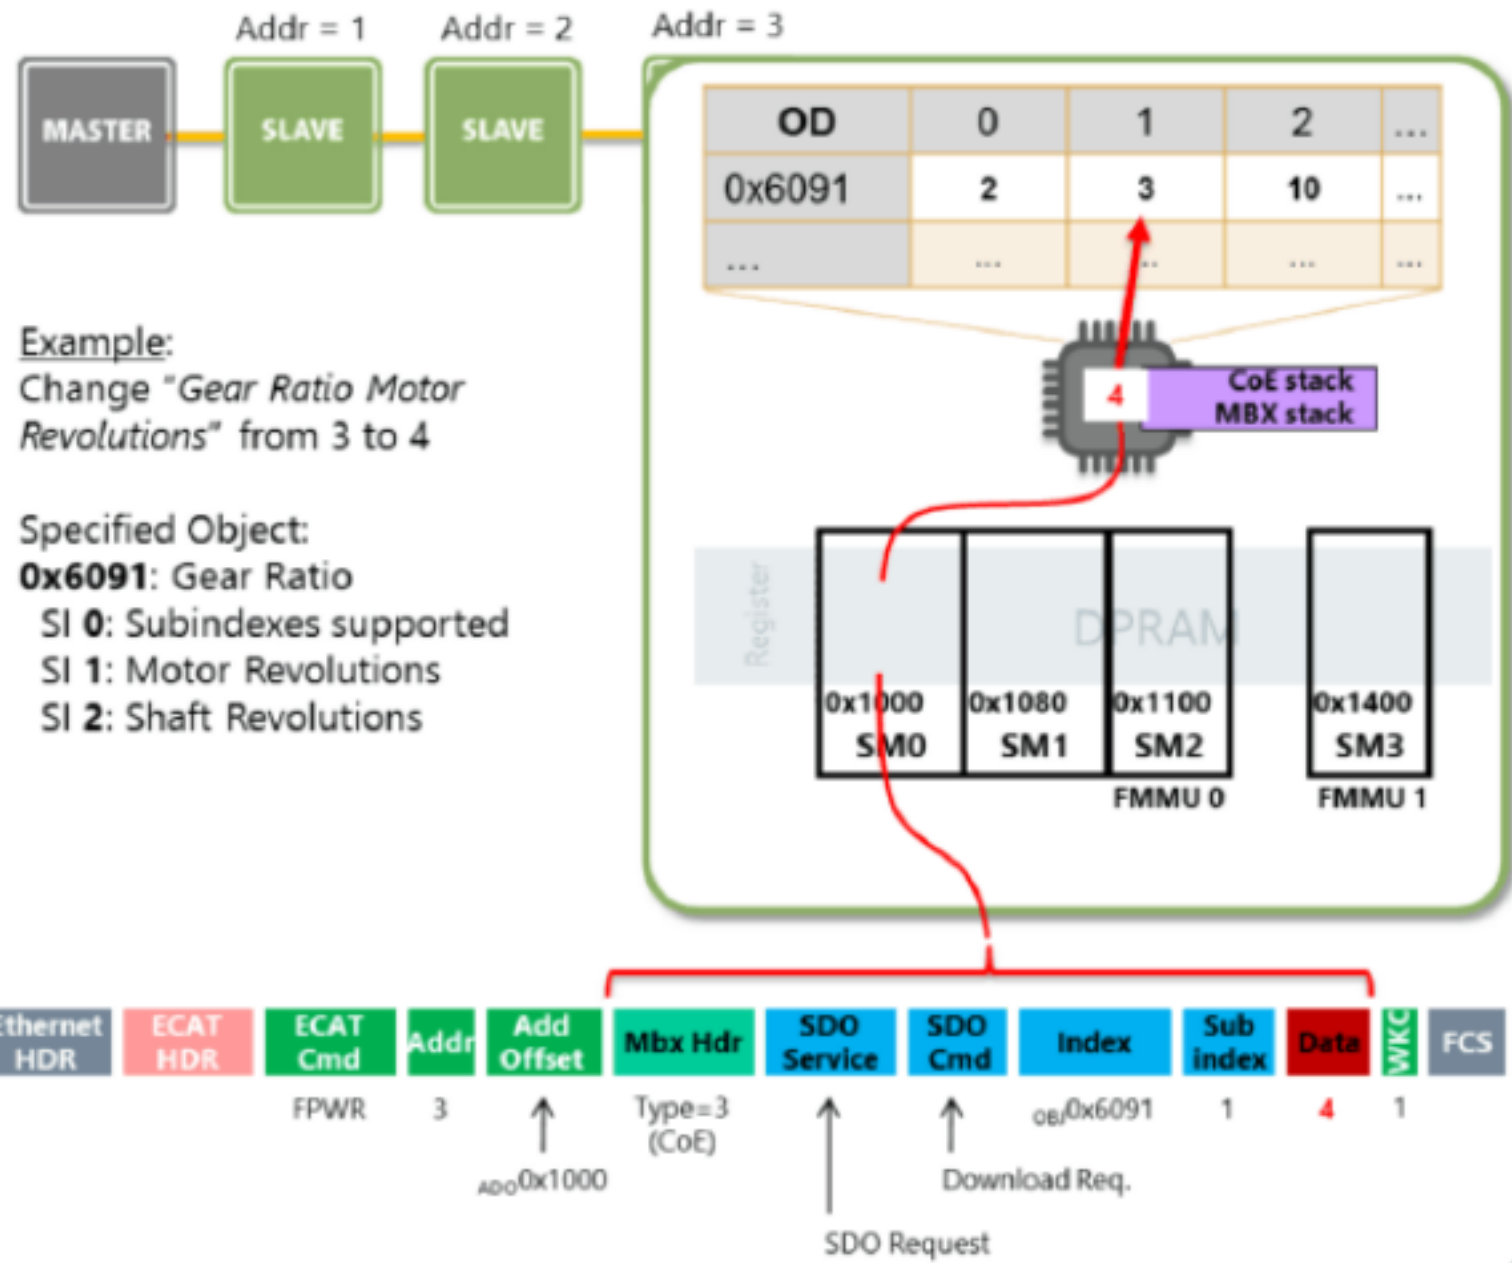 Addr = 1
Addr = 2
Addr = 3
MASTER
SLAVE
SLAVE
OD 0 1 2 ...
0x6091 2 3 10 ...
... ... ... ... ...
Example:
Change "Gear Ratio Motor
Revolutions" from 3 to 4
4
CoE stack
MBX stack
Specified Object:
0x6091: Gear Ratio
SI 0: Subindexes supported
SI 1: Motor Revolutions
SI 2: Shaft Revolutions
Register
DPRAM
0x1000
SM0
0x1080
SM1
0x1100
SM2
0x1400
SM3
FMMU 0
FMMU 1
Ethernet
HDR
ECAT
HDR
ECAT
Cmd
Addr
Add
Offset
Mbx Hdr
SDO
Service
SDO
Cmd
Index
Sub
index
Data
WKC
FCS
FPWR
3
ADO0x1000
Type=3
(CoE)
SDO Request
Download Req.
OBJ0x6091
1
4
1